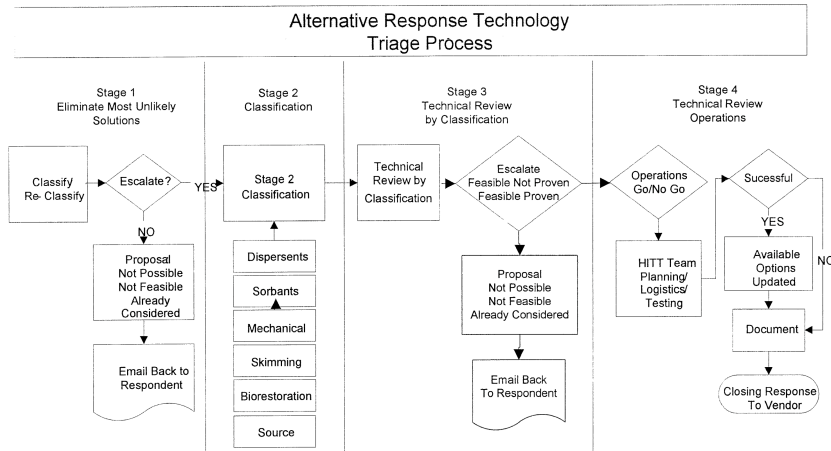 Alternative Response Technology
Triage Process
Stage 1
Eliminate Most Unlikely
Solutions
Classify/
Re- Classify
Escalate?
YES
NO
Proposal
Not Possible
Not Feasible
Already
Considered
Email Back to
Respondent
Stage 2
Classification
Stage 2
Classification
Dispersents
Sorbants
Mechanical
Skimming
Biorestoration
Source
Stage 3
Technical Review
by Classification
Technical
Review by
Classification
Escalate
Feasible Not Proven
Feasible Proven
Proposal
Not Possible
Not Feasible
Already Considered
Email Back
To Respondent
Stage 4
Technical Review
Operations
Operations
Go/No Go
HITT Team
Planning/
Logistics/
Testing
Sucessful
YES
NO
Available
Options
Updated
Document
Closing Response
To Vendor